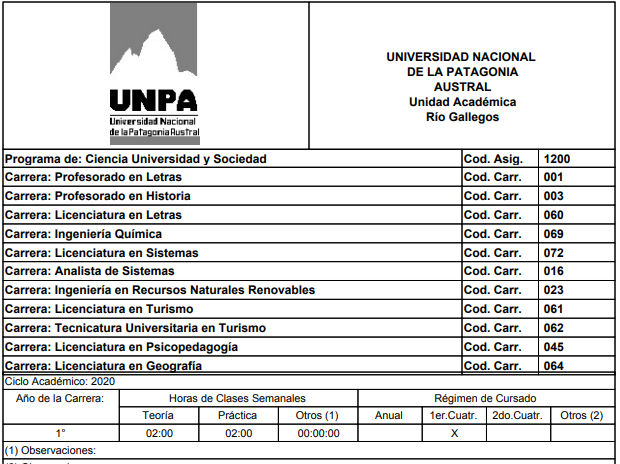 UNPA
Universidad Nacional
de la Patagonia Austral
UNIVERSIDAD NACIONAL
DE LA PATAGONIA
AUSTRAL
Unidad Académica
Río Gallegos
Programa de: Ciencia Universidad y Sociedad Cod. Asig. 1200
Carrera: Profesorado en Letras Cod. Carr. 001
Carrera: Profesorado en Historia Cod. Carr. 003
Carrera: Licenciatura en Letras Cod. Carr. 060
Carrera: Ingeniería Química Cod. Carr. 069
Carrera: Licenciatura en Sistemas Cod. Carr. 072
Carrera: Analista de Sistemas Cod. Carr. 016
Carrera: Ingeniería en Recursos Naturales Renovables Cod. Carr. 023
Carrera: Licenciatura en Turismo Cod. Carr. 061
Carrera: Tecnicatura Universitaria en Turismo Cod. Carr. 062
Carrera: Licenciatura en Psicopedagogía Cod. Carr. 045
Carrera: Licenciatura en Geografía Cod. Carr. 064
Ciclo Académico: 2020
Año de la Carrera: Horas de Clases Semanales Régimen de Cursado
Teoría Práctica Otros (1) Anual 1er.Cuatr. 2do.Cuatr. Otros (2)
1° 02:00 02:00 00:00:00 X
(1) Observaciones: